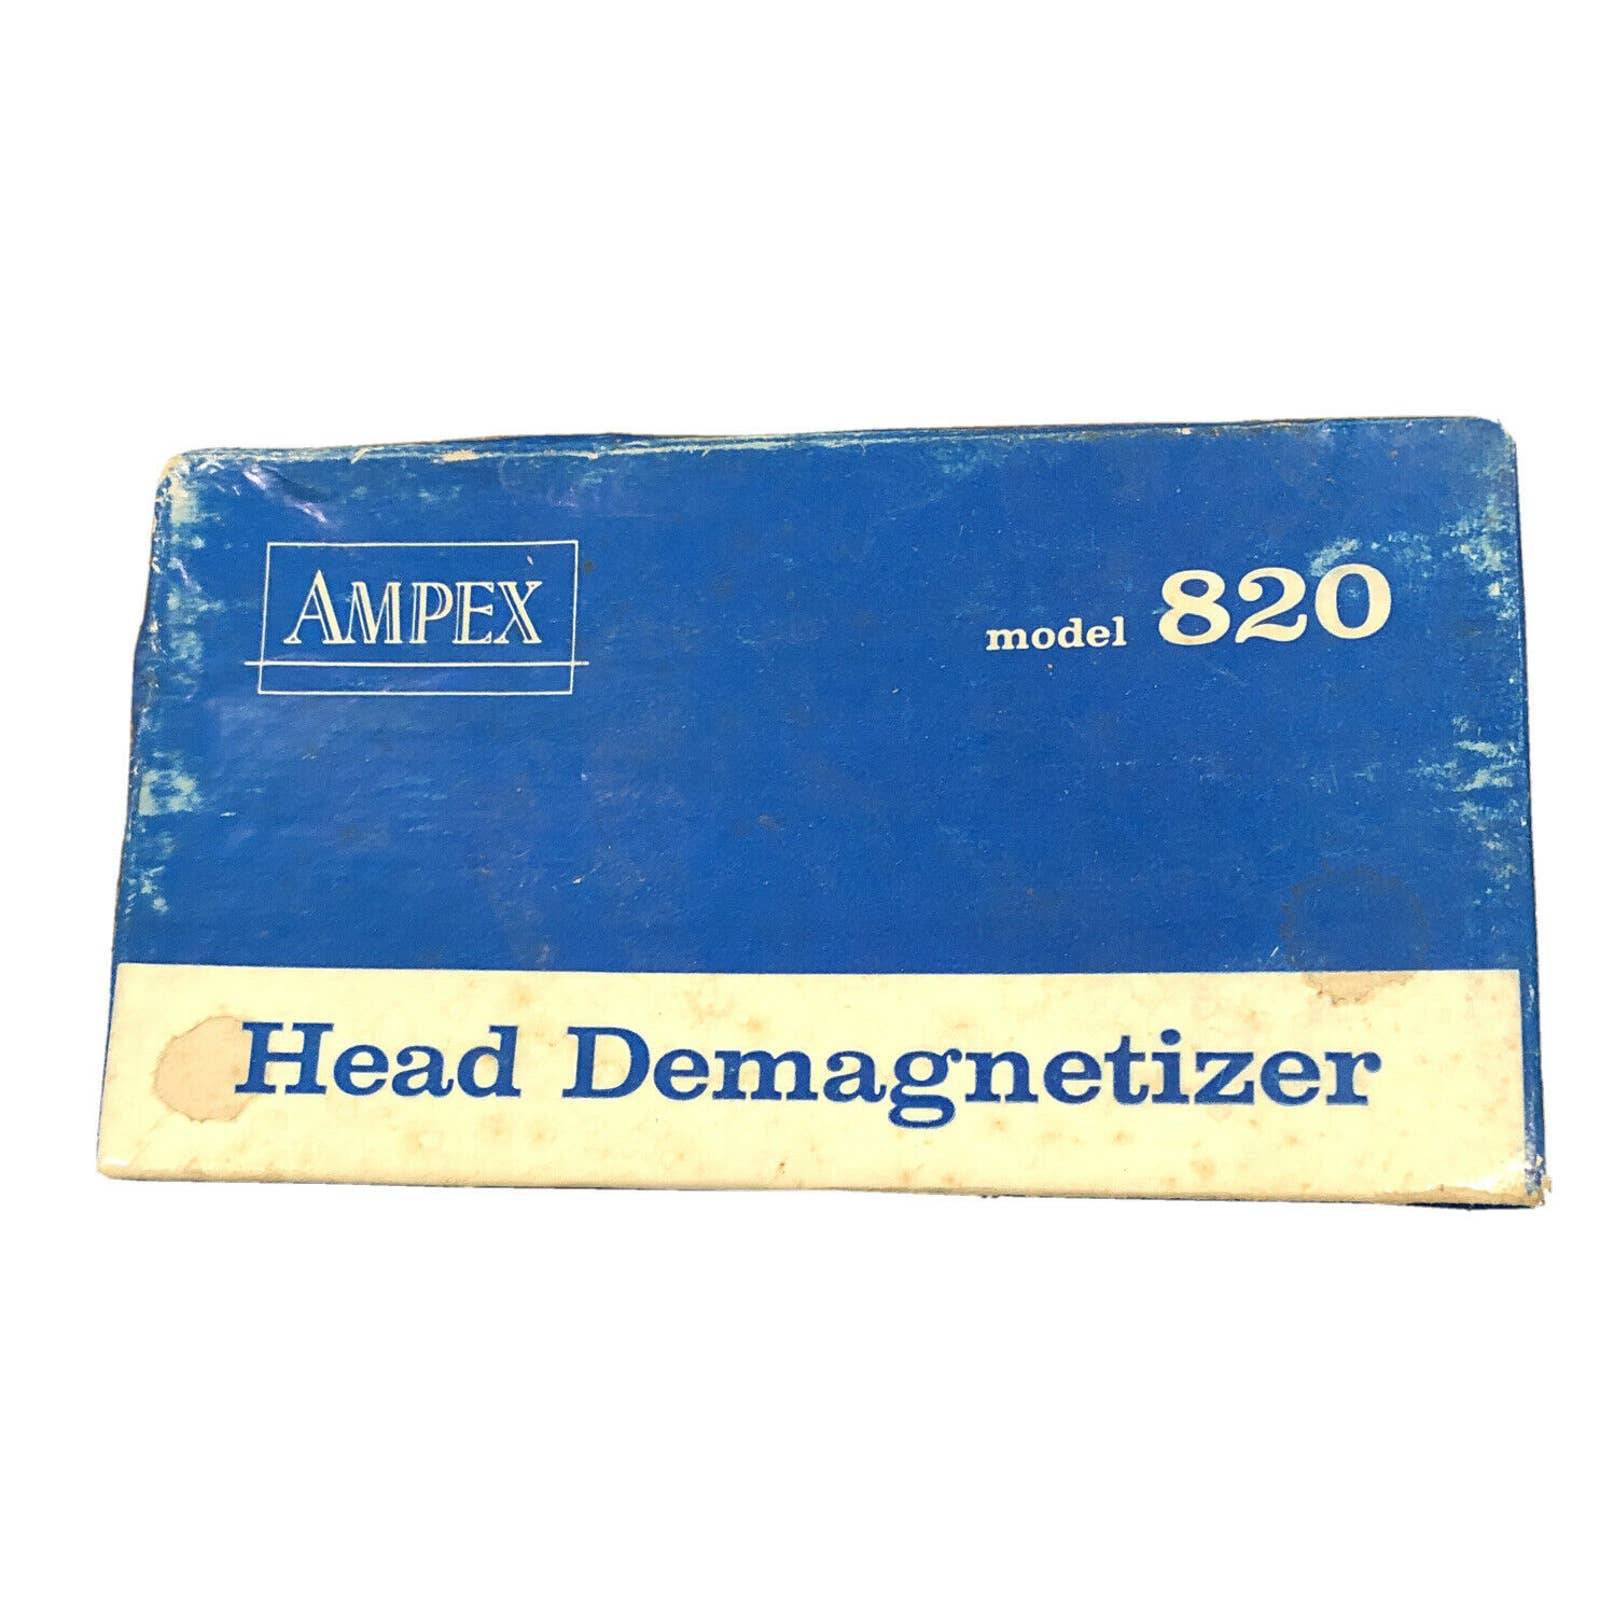 AMPEX
model 820
Head Demagnetizer